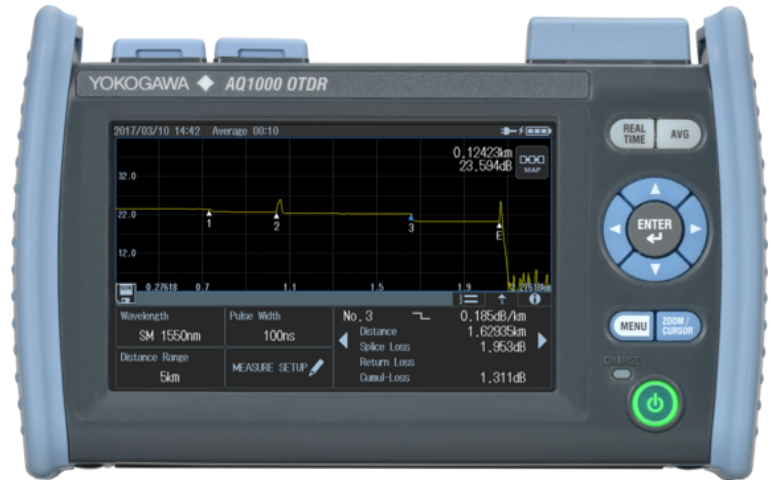 YOKOGAWA ◆ AQ1000 OTDR
2017/03/10 14:42 Average 00:10
0.12423km
23.594dB
MAP
32.0
22.0
12.0
1
2
3
E
0.27618 0.7 1.1 1.5 1.9 2.27618km
Wavelength
SM 1550nm
Pulse Width
100ns
Distance Range
5km
MEASURE SETUP
No.3 0.185dB/km
Distance 1.62935km
Splice Loss 1.953dB
Return Loss
Cumul-Loss 1.311dB
REAL TIME
AVG
ENTER
MENU
ZOOM / CURSOR
CHARGE